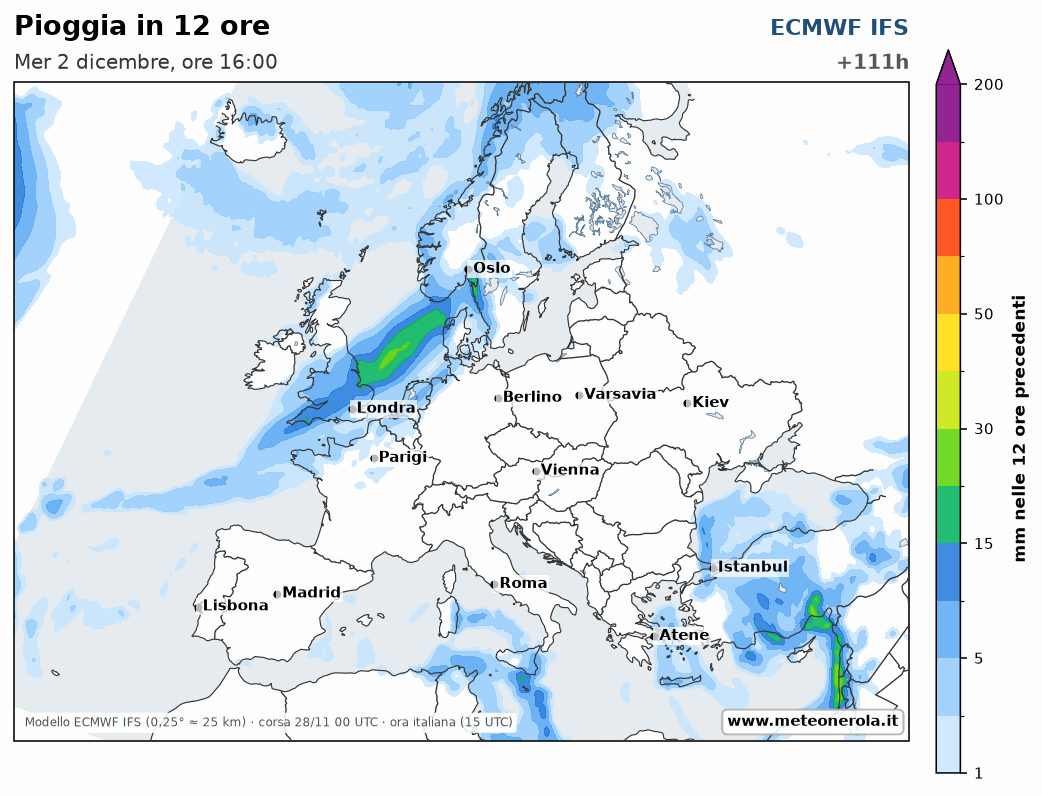 Pioggia in 12 ore
ECMWF IFS
Mer 2 dicembre, ore 16:00
+111h
200
100
50
30
15
5
1
mm nelle 12 ore precedenti
Oslo
Londra
Berlino
Varsavia
Kiev
Parigi
Vienna
Istanbul
Roma
Madrid
Lisbona
Atene
Modello ECMWF IFS (0,25° ≈ 25 km) · corsa 28/11 00 UTC · ora italiana (15 UTC)
www.meteonerola.it